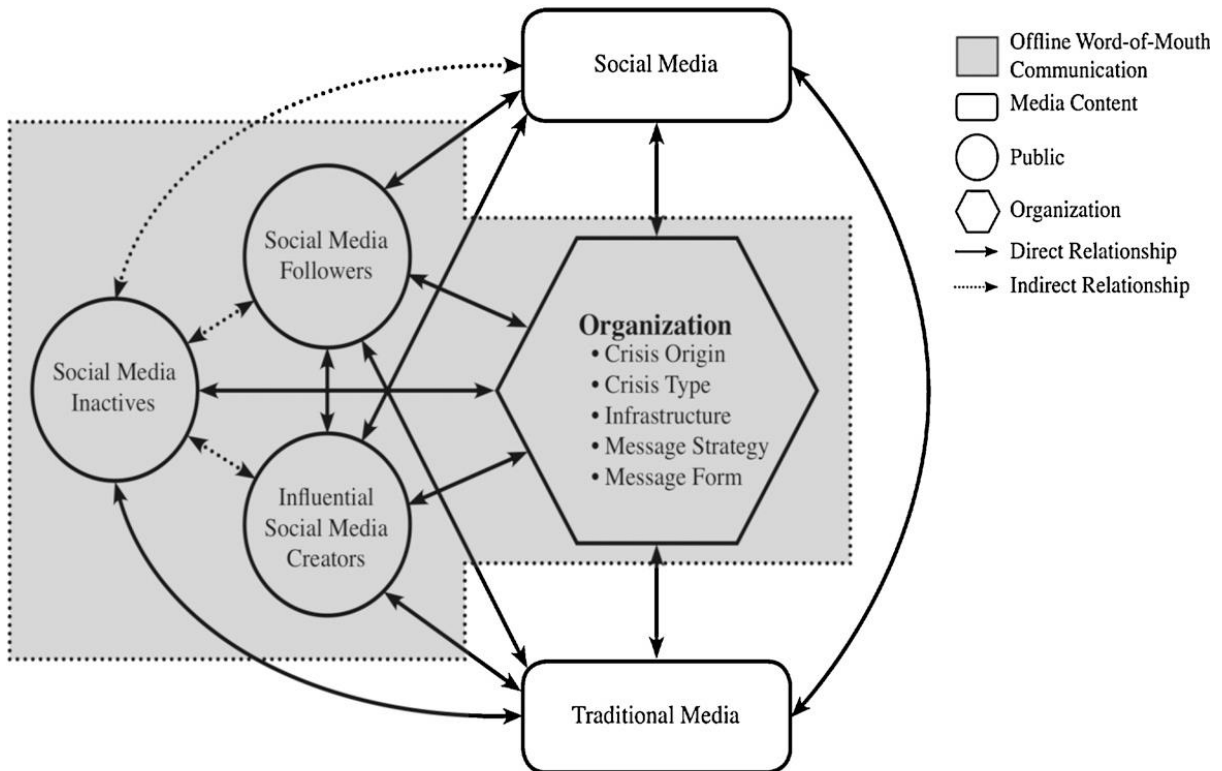 Social Media
Offline Word-of-Mouth
Communication
Media Content
Public
Organization
Direct Relationship
Indirect Relationship
Social Media
Followers
Organization
• Crisis Origin
• Crisis Type
• Infrastructure
• Message Strategy
• Message Form
Social Media
Inactives
Influential
Social Media
Creators
Traditional Media